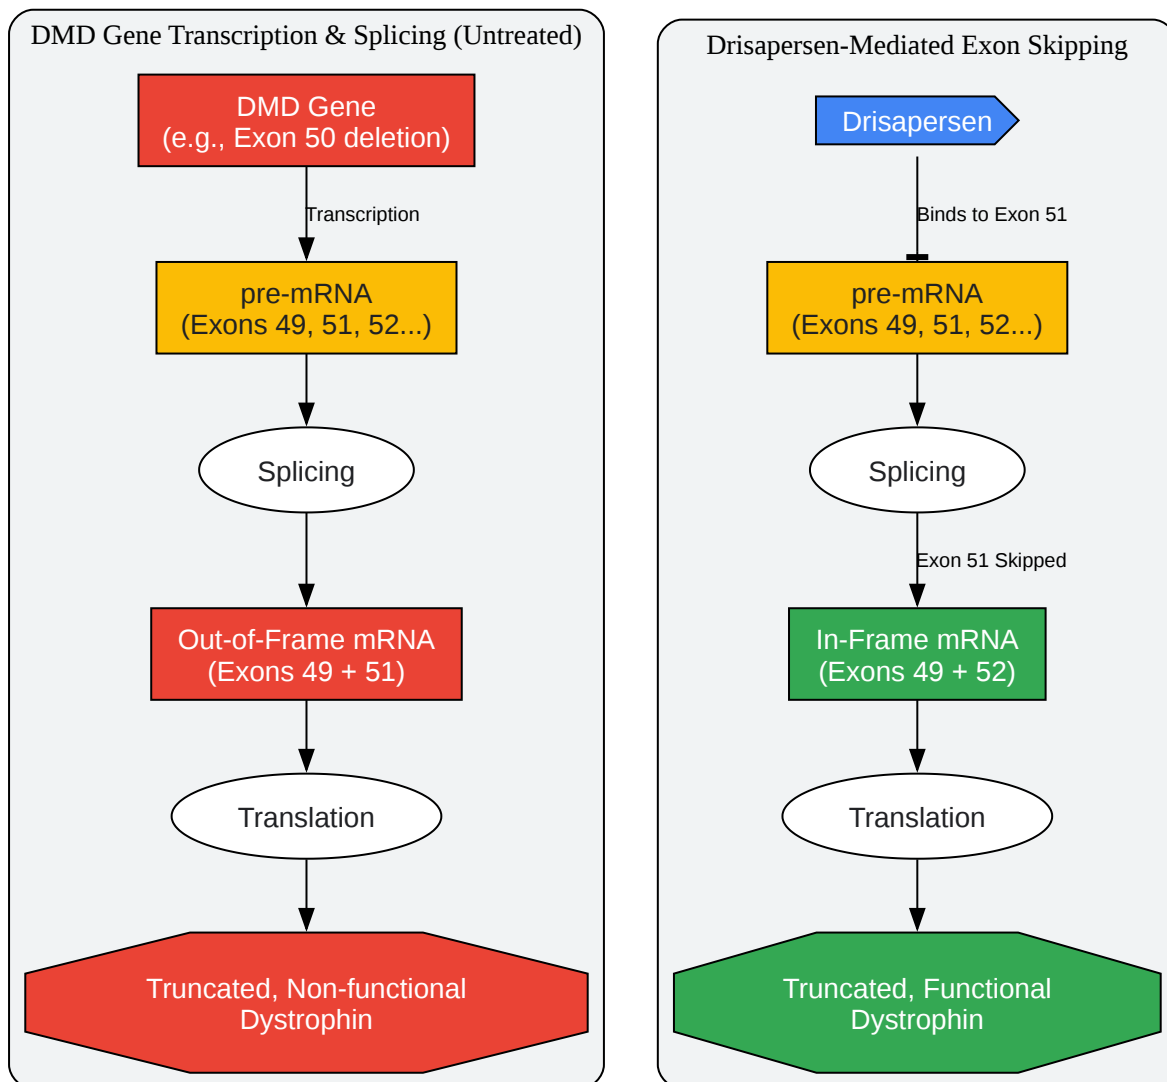 DMD Gene Transcription & Splicing (Untreated)
DMD Gene
(e.g., Exon 50 deletion)
Transcription
pre-mRNA
(Exons 49, 51, 52...)
Splicing
Out-of-Frame mRNA
(Exons 49 + 51)
Translation
Truncated, Non-functional
Dystrophin
Drisapersen-Mediated Exon Skipping
Drisapersen
Binds to Exon 51
pre-mRNA
(Exons 49, 51, 52...)
Splicing
Exon 51 Skipped
In-Frame mRNA
(Exons 49 + 52)
Translation
Truncated, Functional
Dystrophin